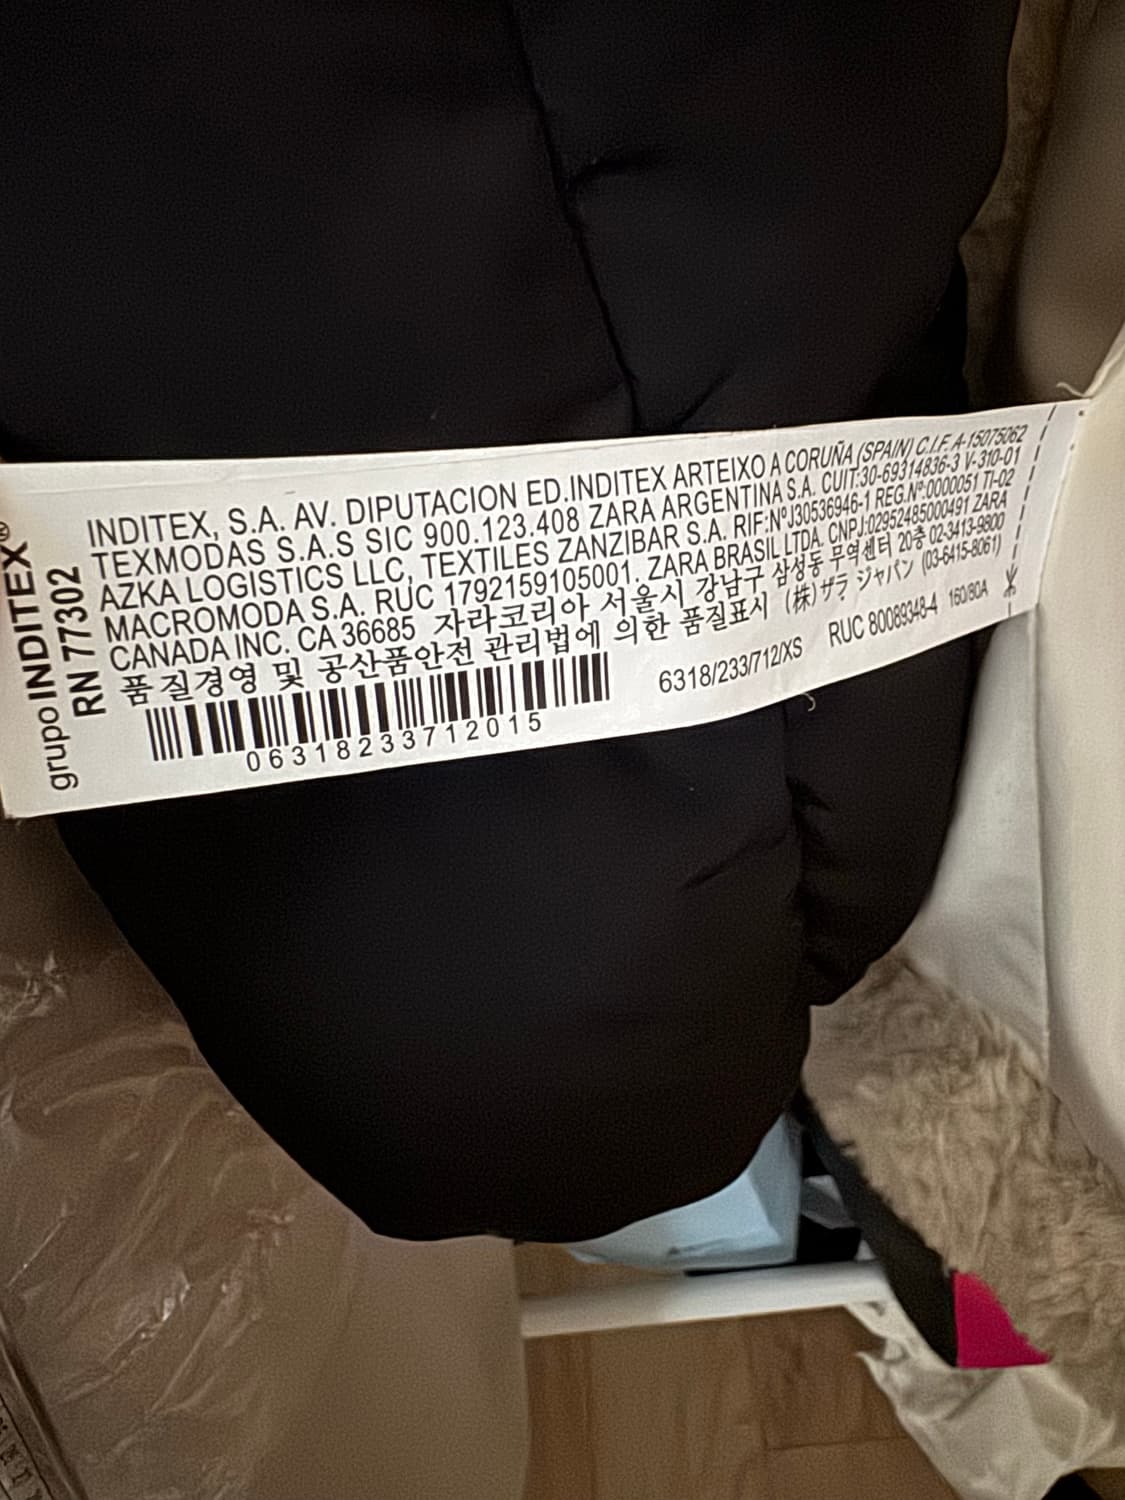 grupo INDITEX®
RN 77302
INDITEX, S.A. AV. DIPUTACION ED.INDITEX ARTEIXO A CORUÑA (SPAIN) C.I.F. A-15075062
TEXMODAS S.A.S SIC 900.123.408 ZARA ARGENTINA S.A. CUIT:30-69314836-3 V-310-01
AZKA LOGISTICS LLC, TEXTILES ZANZIBAR S.A. RIF:NºJ30536946-1 REG.Nº:0000051 TI-02
MACROMODA S.A. RUC 1792159105001. ZARA BRASIL LTDA. CNPJ:02952485000491 ZARA
CANADA INC. CA 36685 자라코리아 서울시 강남구 삼성동 무역센터 20층 02-3413-9800
품질경영 및 공산품안전 관리법에 의한 품질표시 (株)ザラ ジャパン (03-6415-8061)
06318233712015
6318/233/712/XS
RUC 80089348-4 160/80A